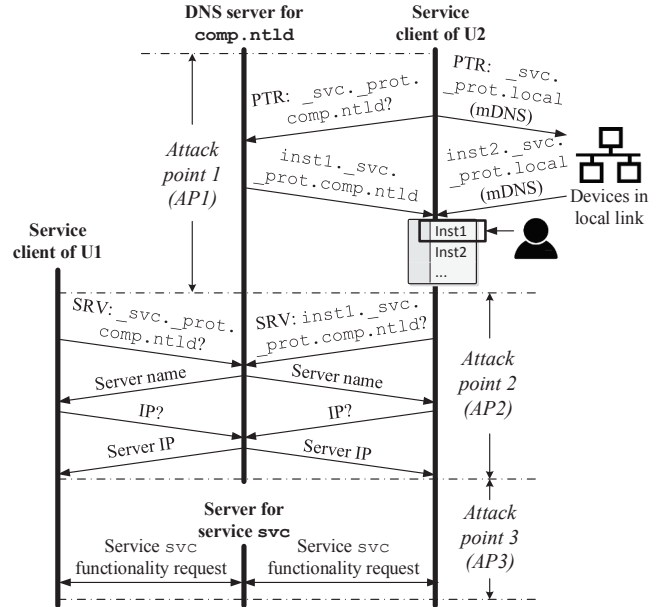 DNS server for
comp.ntld
Service
client of U2
PTR: _svc._prot.
comp.ntld?
PTR: _svc.
_prot.local
(mDNS)
Attack
point 1
(AP1)
inst1._svc.
_prot.comp.ntld
inst2._svc.
_prot.local
(mDNS)
Devices in
local link
Service
client of U1
Inst1
Inst2
...
SRV: _svc._prot.
comp.ntld?
SRV: inst1._svc.
_prot.comp.ntld?
Server name
Server name
IP?
IP?
Server IP
Server IP
Attack
point 2
(AP2)
Server for
service svc
Service svc
functionality request
Service svc
functionality request
Attack
point 3
(AP3)